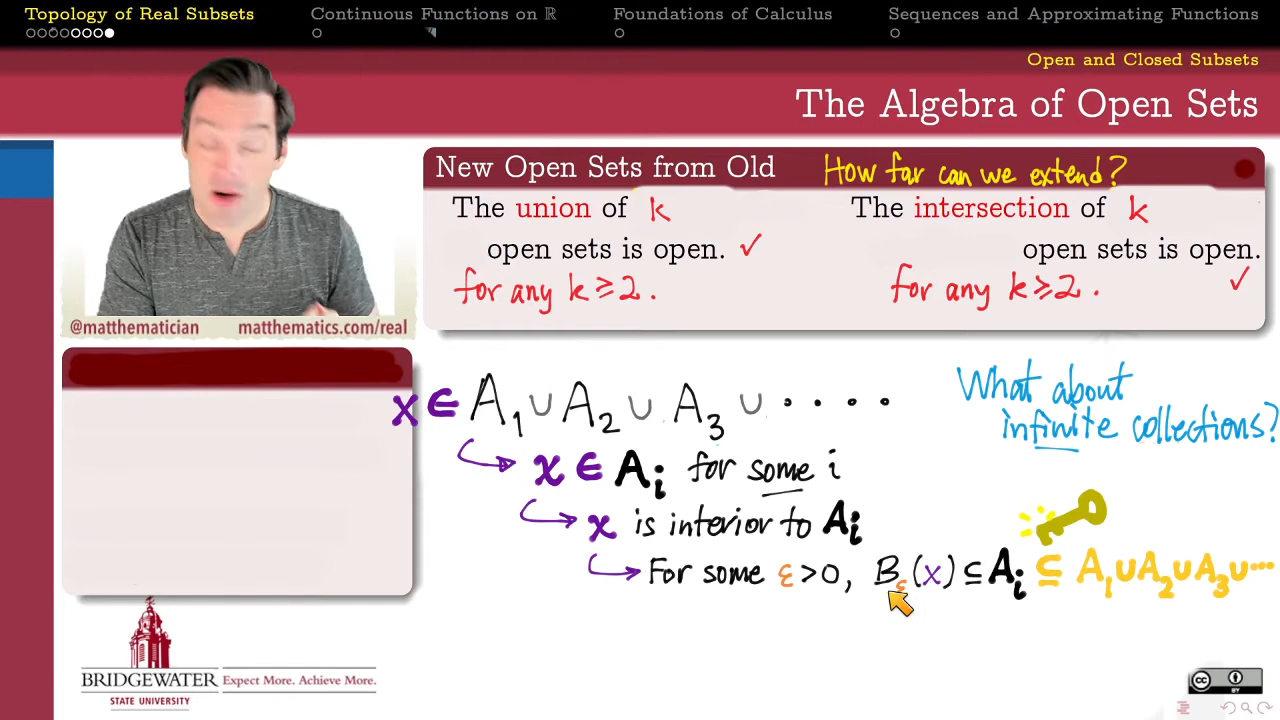 Topology of Real Subsets
Continuous Functions on ℝ
Foundations of Calculus
Sequences and Approximating Functions
Open and Closed Subsets
The Algebra of Open Sets
New Open Sets from Old
How far can we extend?
The union of k
open sets is open. ✓
for any k ≥ 2.
The intersection of k
open sets is open.
for any k ≥ 2. ✓
@matthematician matthematics.com/real
x ∈ A₁ ∪ A₂ ∪ A₃ ∪ ····
What about
infinite collections?
x ∈ Aᵢ for some i
x is interior to Aᵢ
For some ε>0, Bε(x) ⊆ Aᵢ ⊆ A₁∪A₂∪A₃∪···
BRIDGEWATER
STATE UNIVERSITY
Expect More. Achieve More.
CC BY